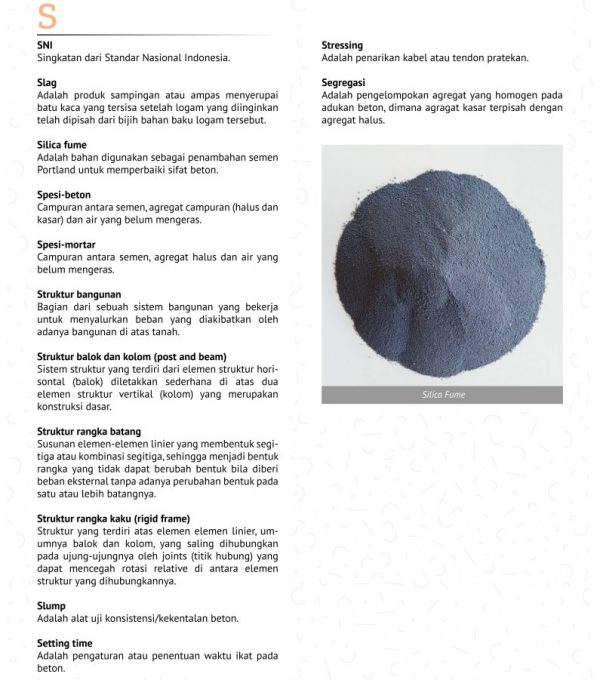 S
SNI
Singkatan dari Standar Nasional Indonesia.
Slag
Adalah produk sampingan atau ampas menyerupai
batu kaca yang tersisa setelah logam yang diinginkan
telah dipisah dari bijih bahan baku logam tersebut.
Silica fume
Adalah bahan digunakan sebagai penambahan semen
Portland untuk memperbaiki sifat beton.
Spesi-beton
Campuran antara semen, agregat campuran (halus dan
kasar) dan air yang belum mengeras.
Spesi-mortar
Campuran antara semen, agregat halus dan air yang
belum mengeras.
Struktur bangunan
Bagian dari sebuah sistem bangunan yang bekerja
untuk menyalurkan beban yang diakibatkan oleh
adanya bangunan di atas tanah.
Struktur balok dan kolom (post and beam)
Sistem struktur yang terdiri dari elemen struktur hori-
sontal (balok) diletakkan sederhana di atas dua
elemen struktur vertikal (kolom) yang merupakan
konstruksi dasar.
Struktur rangka batang
Susunan elemen-elemen linier yang membentuk segi-
tiga atau kombinasi segitiga, sehingga menjadi bentuk
rangka yang tidak dapat berubah bentuk bila diberi
beban eksternal tanpa adanya perubahan bentuk pada
satu atau lebih batangnya.
Struktur rangka kaku (rigid frame)
Struktur yang terdiri atas elemen elemen linier, um-
umnya balok dan kolom, yang saling dihubungkan
pada ujung-ujungnya oleh joints (titik hubung) yang
dapat mencegah rotasi relative di antara elemen
struktur yang dihubungkannya.
Slump
Adalah alat uji konsistensi/kekentalan beton.
Setting time
Adalah pengaturan atau penentuan waktu ikat pada
beton.
Stressing
Adalah penarikan kabel atau tendon pratekan.
Segregasi
Adalah pengelompokan agregat yang homogen pada
adukan beton, dimana agragat kasar terpisah dengan
agregat halus.
Silica Fume